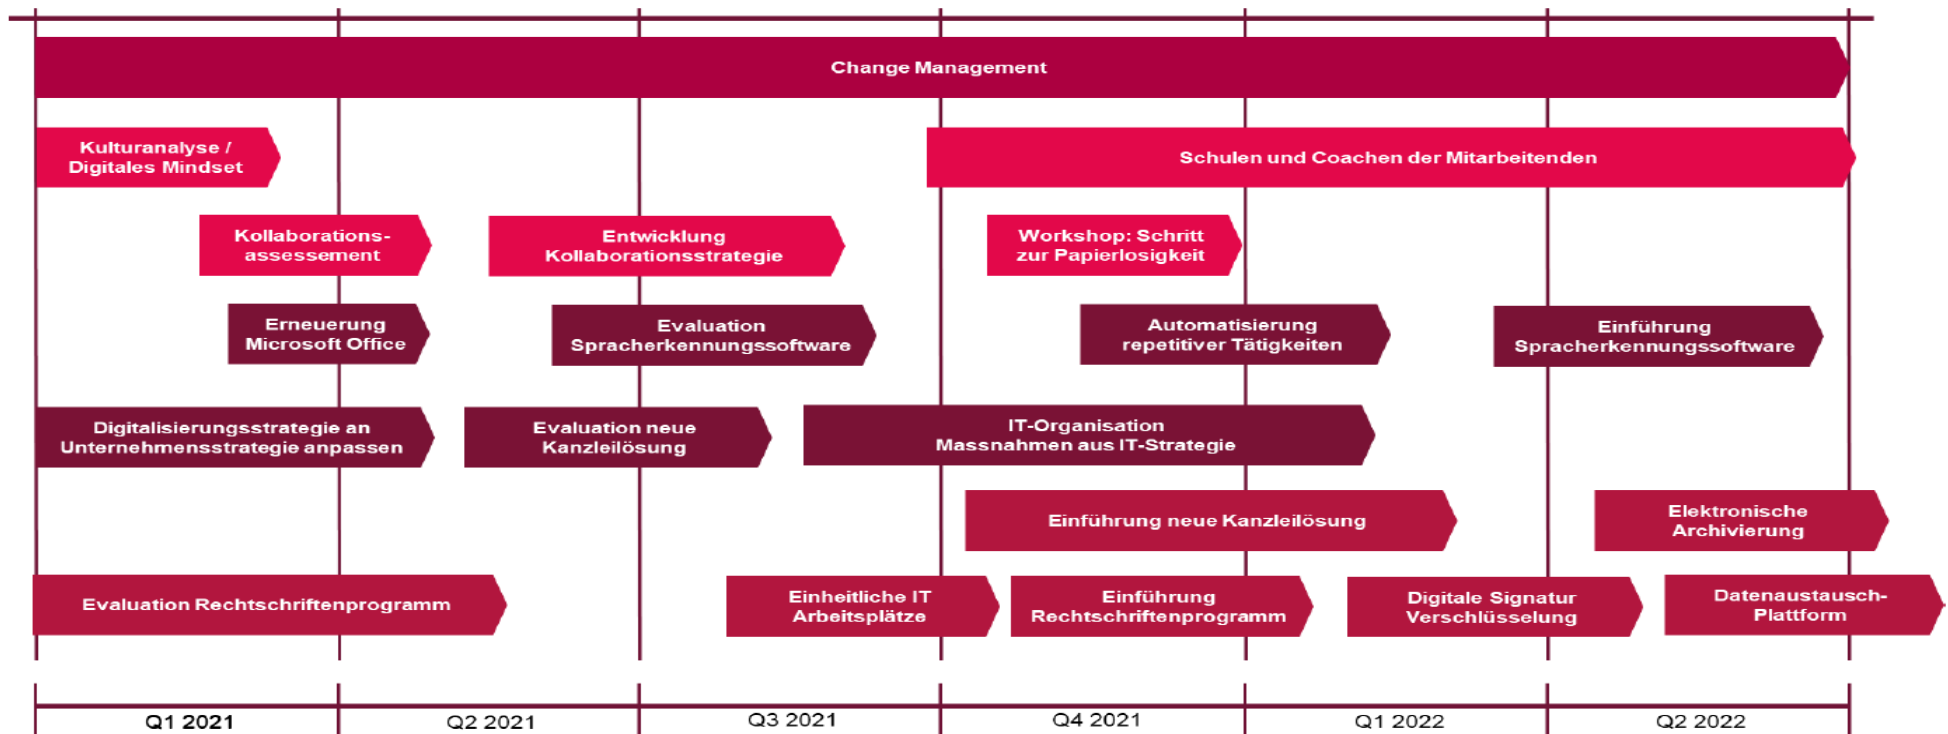 Change Management
Kulturanalyse /
Digitales Mindset
Schulen und Coachen der Mitarbeitenden
Kollaborations-
assessement
Entwicklung
Kollaborationsstrategie
Workshop: Schritt
zur Papierlosigkeit
Erneuerung
Microsoft Office
Evaluation
Spracherkennungssoftware
Automatisierung
repetitiver Tätigkeiten
Einführung
Spracherkennungssoftware
Digitalisierungsstrategie an
Unternehmensstrategie anpassen
Evaluation neue
Kanzleilösung
IT-Organisation
Massnahmen aus IT-Strategie
Einführung neue Kanzleilösung
Elektronische
Archivierung
Evaluation Rechtschriftenprogramm
Einheitliche IT
Arbeitsplätze
Einführung
Rechtschriftenprogramm
Digitale Signatur
Verschlüsselung
Datenaustausch-
Plattform
Q1 2021
Q2 2021
Q3 2021
Q4 2021
Q1 2022
Q2 2022